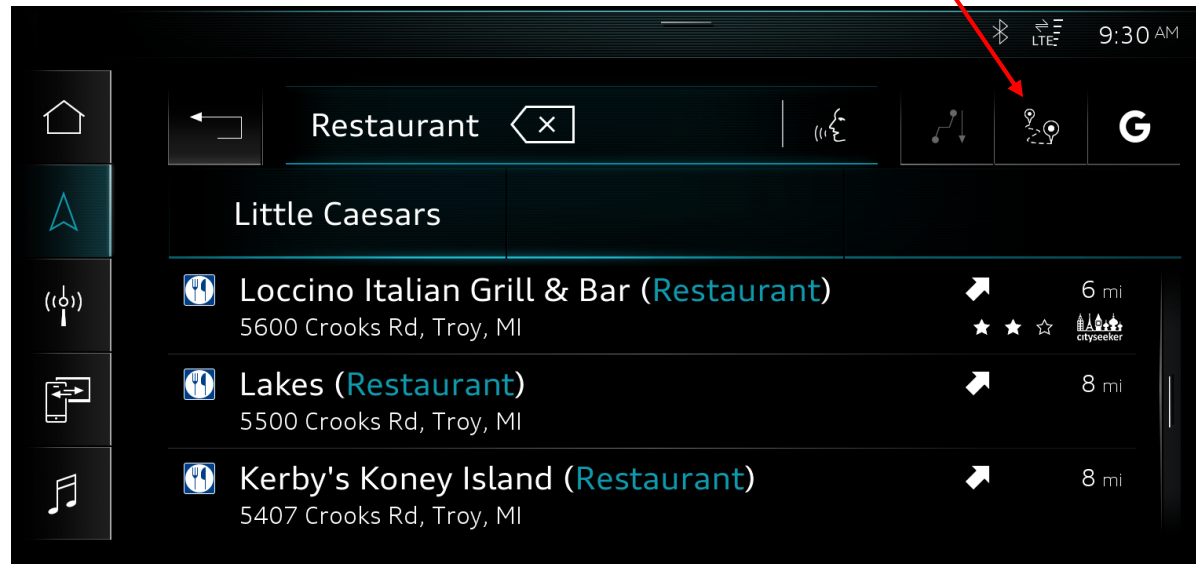 LTE 9:30 AM
Restaurant G
Little Caesars
Loccino Italian Grill & Bar (Restaurant) 6 mi
5600 Crooks Rd, Troy, MI cityseeker
Lakes (Restaurant) 8 mi
5500 Crooks Rd, Troy, MI
Kerby's Koney Island (Restaurant) 8 mi
5407 Crooks Rd, Troy, MI